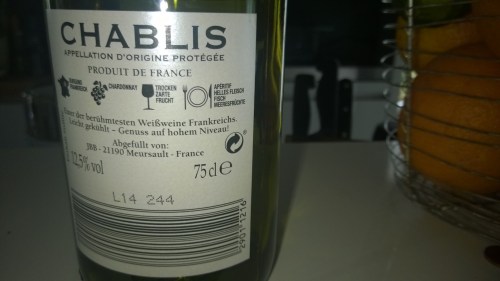 CHABLIS
APPELLATION D'ORIGINE PROTÉGÉE
PRODUIT DE FRANCE
CHARDONNAY
TROCKEN
ZARTE
FRUCHT
APERITIF
HELLES FLEISCH
FISCH
MEERESFRÜCHTE
der berühmtesten Weißweine Frankreichs.
Leicht gekühlt – Genuss auf hohem Niveau!
Abgefüllt von:
JBB - 21190 Meursault - France
12,5% vol
75 cl e
L14 244